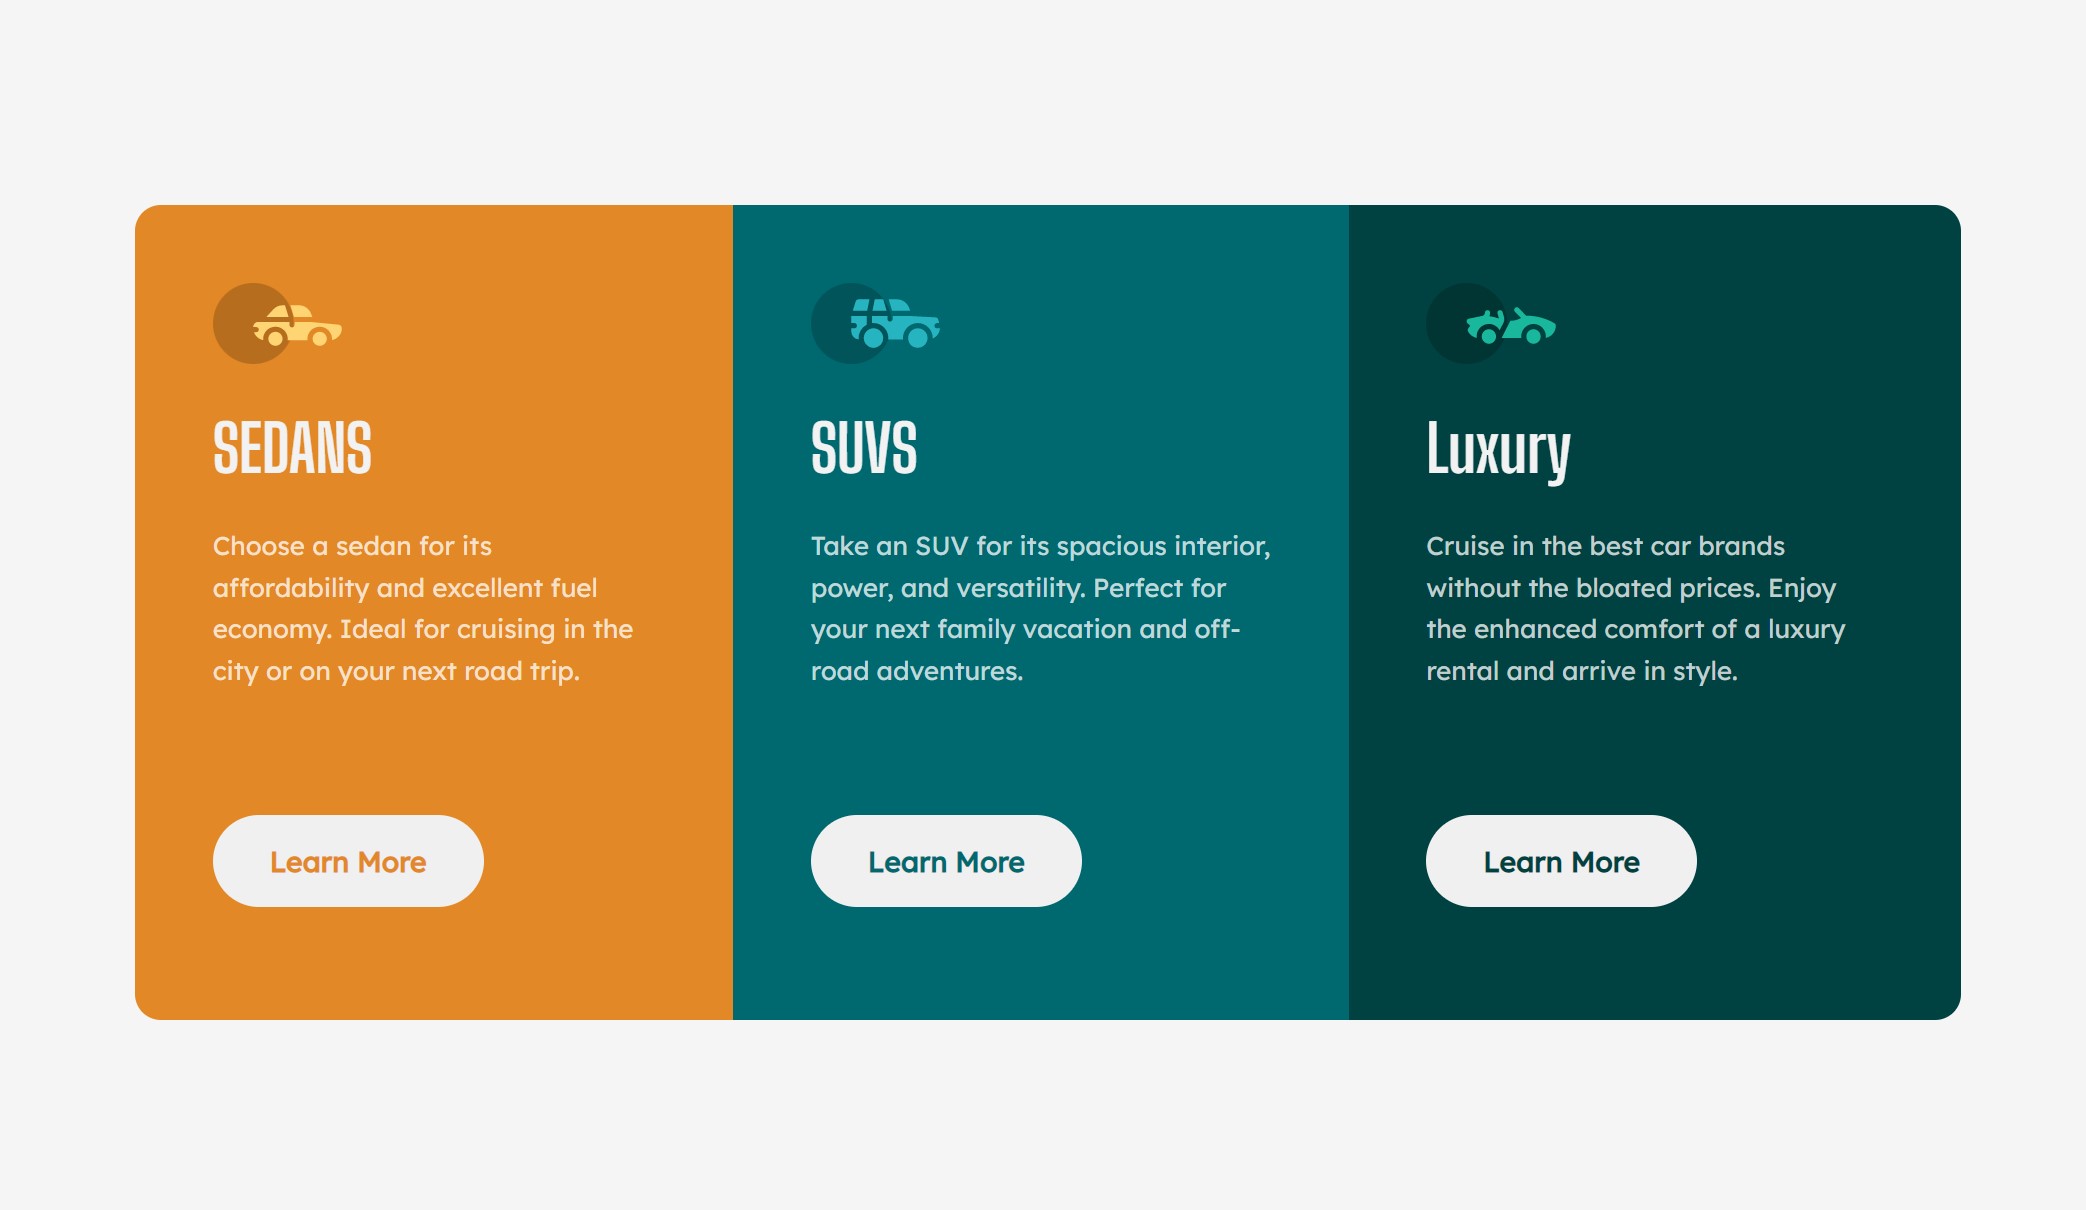 SEDANS
Choose a sedan for its
affordability and excellent fuel
economy. Ideal for cruising in the
city or on your next road trip.
Learn More
SUVS
Take an SUV for its spacious interior,
power, and versatility. Perfect for
your next family vacation and off-
road adventures.
Learn More
Luxury
Cruise in the best car brands
without the bloated prices. Enjoy
the enhanced comfort of a luxury
rental and arrive in style.
Learn More